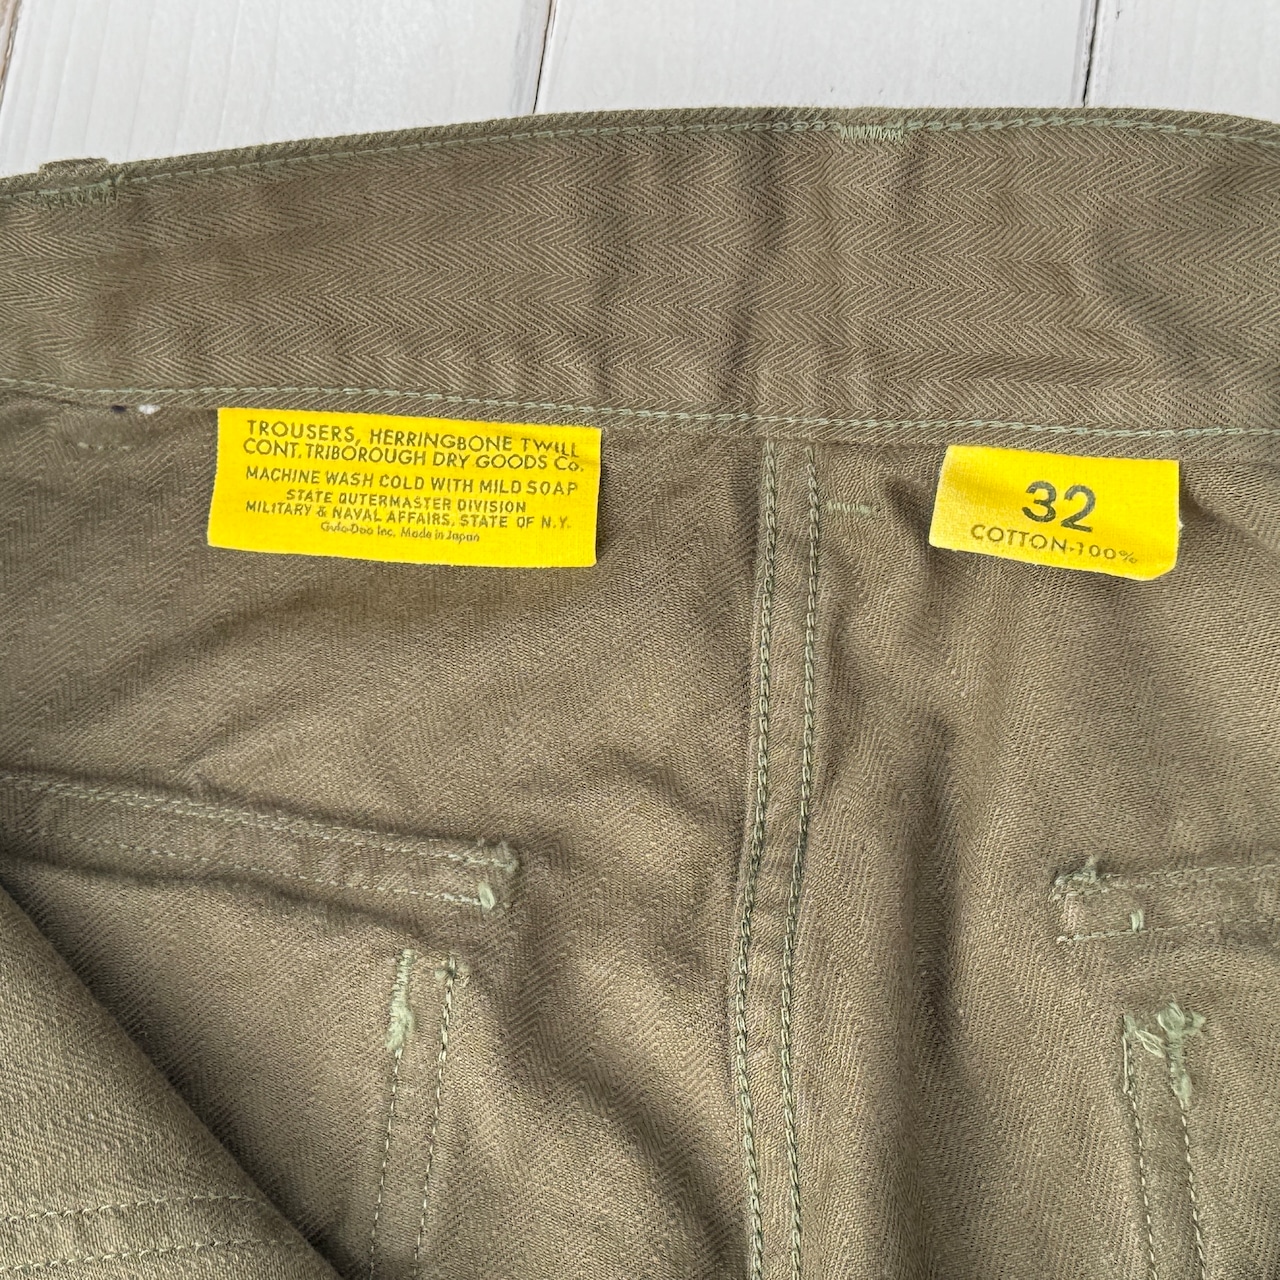 TROUSERS, HERRINGBONE TWILL
CONT. TRIBOROUGH DRY GOODS Co.
MACHINE WASH COLD WITH MILD SOAP
STATE QUTERMASTER DIVISION
MILITARY & NAVAL AFFAIRS, STATE OF N.Y.
Inc, Made in Japan
32
COTTON-100%